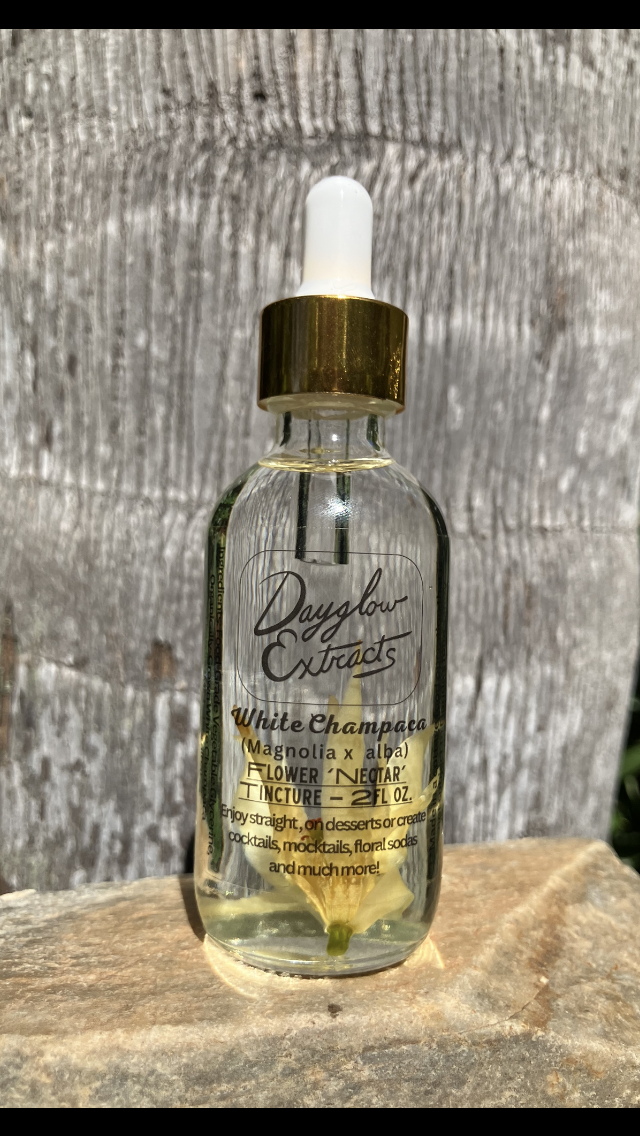 Dayglow
Extracts
White Champaca
(Magnolia x alba)
FLOWER 'NECTAR'
TINCTURE - 2FL OZ.
Enjoy straight, on desserts or create
cocktails, mocktails, floral sodas
and much more!